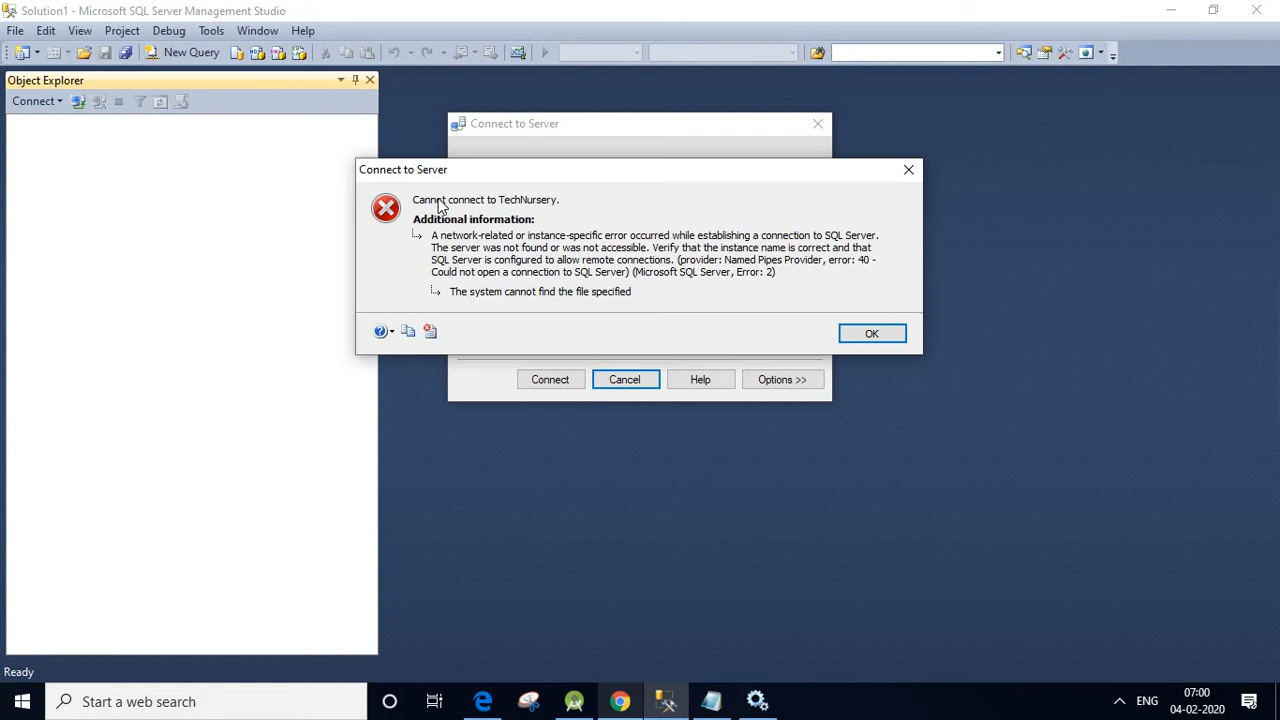 Solution1 - Microsoft SQL Server Management Studio
File Edit View Project Debug Tools Window Help
New Query
Object Explorer
Connect
Connect to Server
Connect to Server
Cannot connect to TechNursery.
Additional information:
A network-related or instance-specific error occurred while establishing a connection to SQL Server.
The server was not found or was not accessible. Verify that the instance name is correct and that
SQL Server is configured to allow remote connections. (provider: Named Pipes Provider, error: 40 -
Could not open a connection to SQL Server) (Microsoft SQL Server, Error: 2)
The system cannot find the file specified
OK
Connect Cancel Help Options >>
Ready
Start a web search
ENG
07:00
04-02-2020